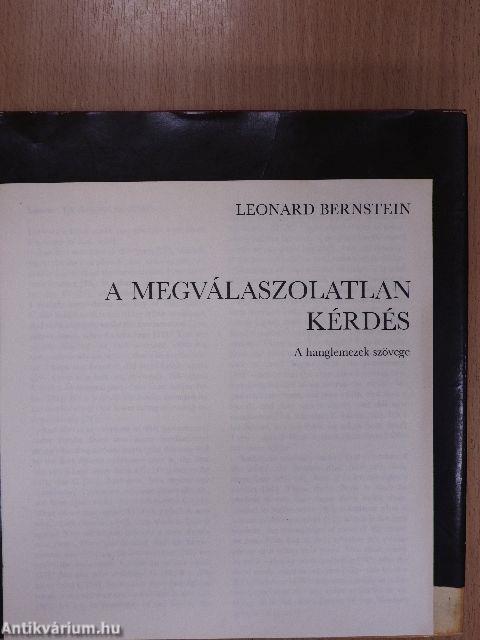 LEONARD BERNSTEIN
A MEGVÁLASZOLATLAN
KÉRDÉS
A hanglemezek szövege
Antikvárium.hu